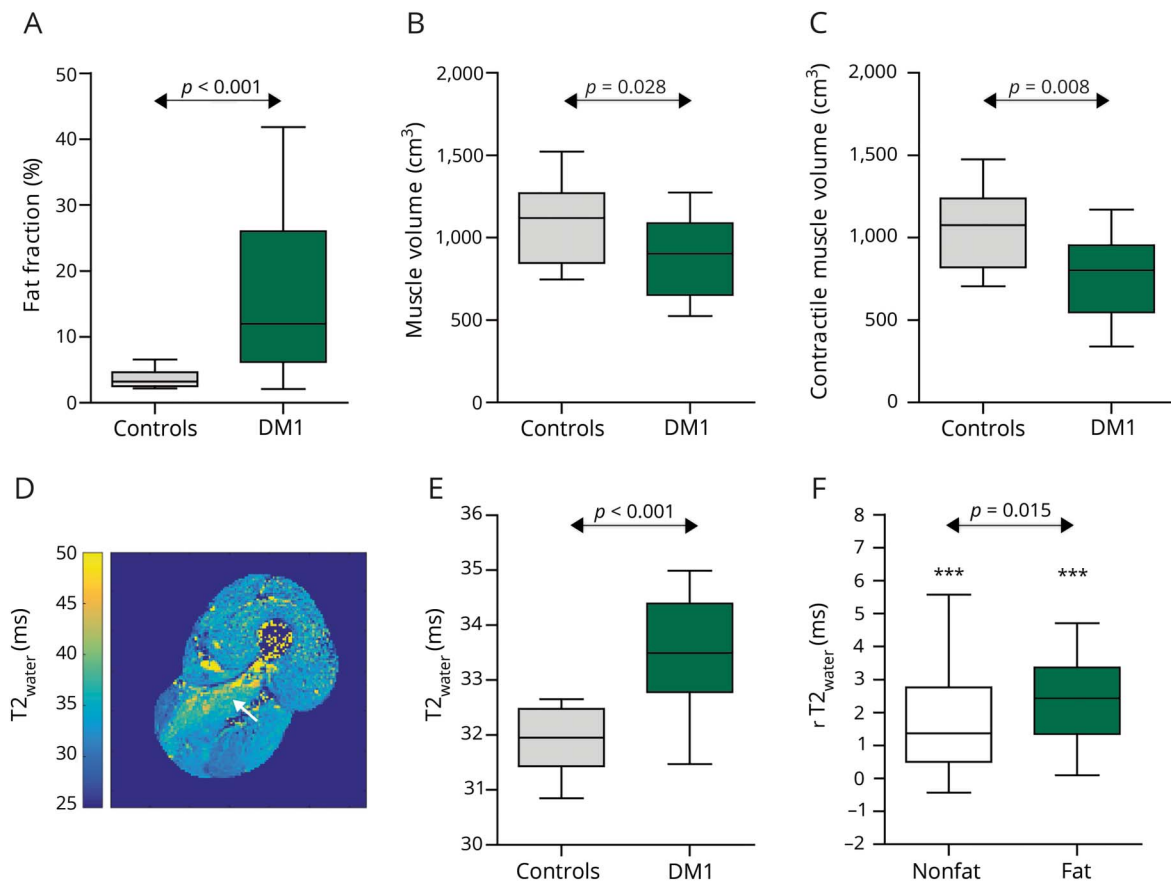 A
Fat fraction (%)
50
40
30
20
10
0
p < 0.001
Controls
DM1
B
Muscle volume (cm³)
2,000
1,500
1,000
500
0
p = 0.028
Controls
DM1
C
Contractile muscle volume (cm³)
2,000
1,500
1,000
500
0
p = 0.008
Controls
DM1
D
T2water (ms)
50
45
40
35
30
25
E
T2water (ms)
36
35
34
33
32
31
30
p < 0.001
Controls
DM1
F
r T2water (ms)
8
7
6
5
4
3
2
1
0
−1
−2
p = 0.015
***
***
Nonfat
Fat